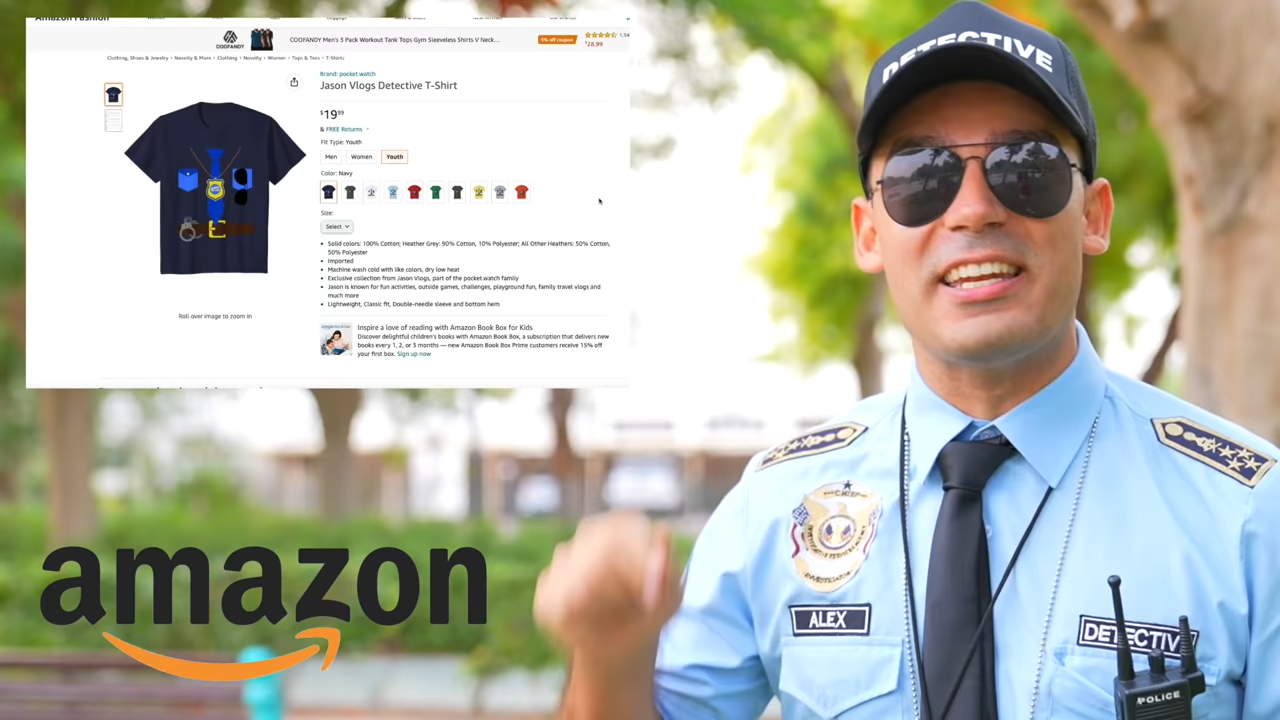 Amazon Fashion
COOFANDY
COOFANDY Men's 3 Pack Workout Tank Tops Gym Sleeveless Shirts V Neck...
5% off coupon
$28.99
Clothing, Shoes & Jewelry › Novelty & More › Clothing › Novelty › Women › Tops & Tees › T-Shirts
Brand: pocket.watch
Jason Vlogs Detective T-Shirt
$19.99
& FREE Returns
Fit Type: Youth
Men Women Youth
Color: Navy
Size:
Select
Solid colors: 100% Cotton; Heather Grey: 90% Cotton, 10% Polyester; All Other Heathers: 50% Cotton,
50% Polyester
Imported
Machine wash cold with like colors, dry low heat
Exclusive collection from Jason Vlogs, part of the pocket.watch family
Jason is known for fun activities, outside games, challenges, playground fun, family travel vlogs and
much more
Lightweight, Classic fit, Double-needle sleeve and bottom hem
Roll over image to zoom in
Inspire a love of reading with Amazon Book Box for Kids
Discover delightful children's books with Amazon Book Box, a subscription that delivers new
books every 1, 2, or 3 months — new Amazon Book Box Prime customers receive 15% off
your first box. Sign up now
amazon
DETECTIVE
CHIEF
ALEX
DETECTIV
POLICE